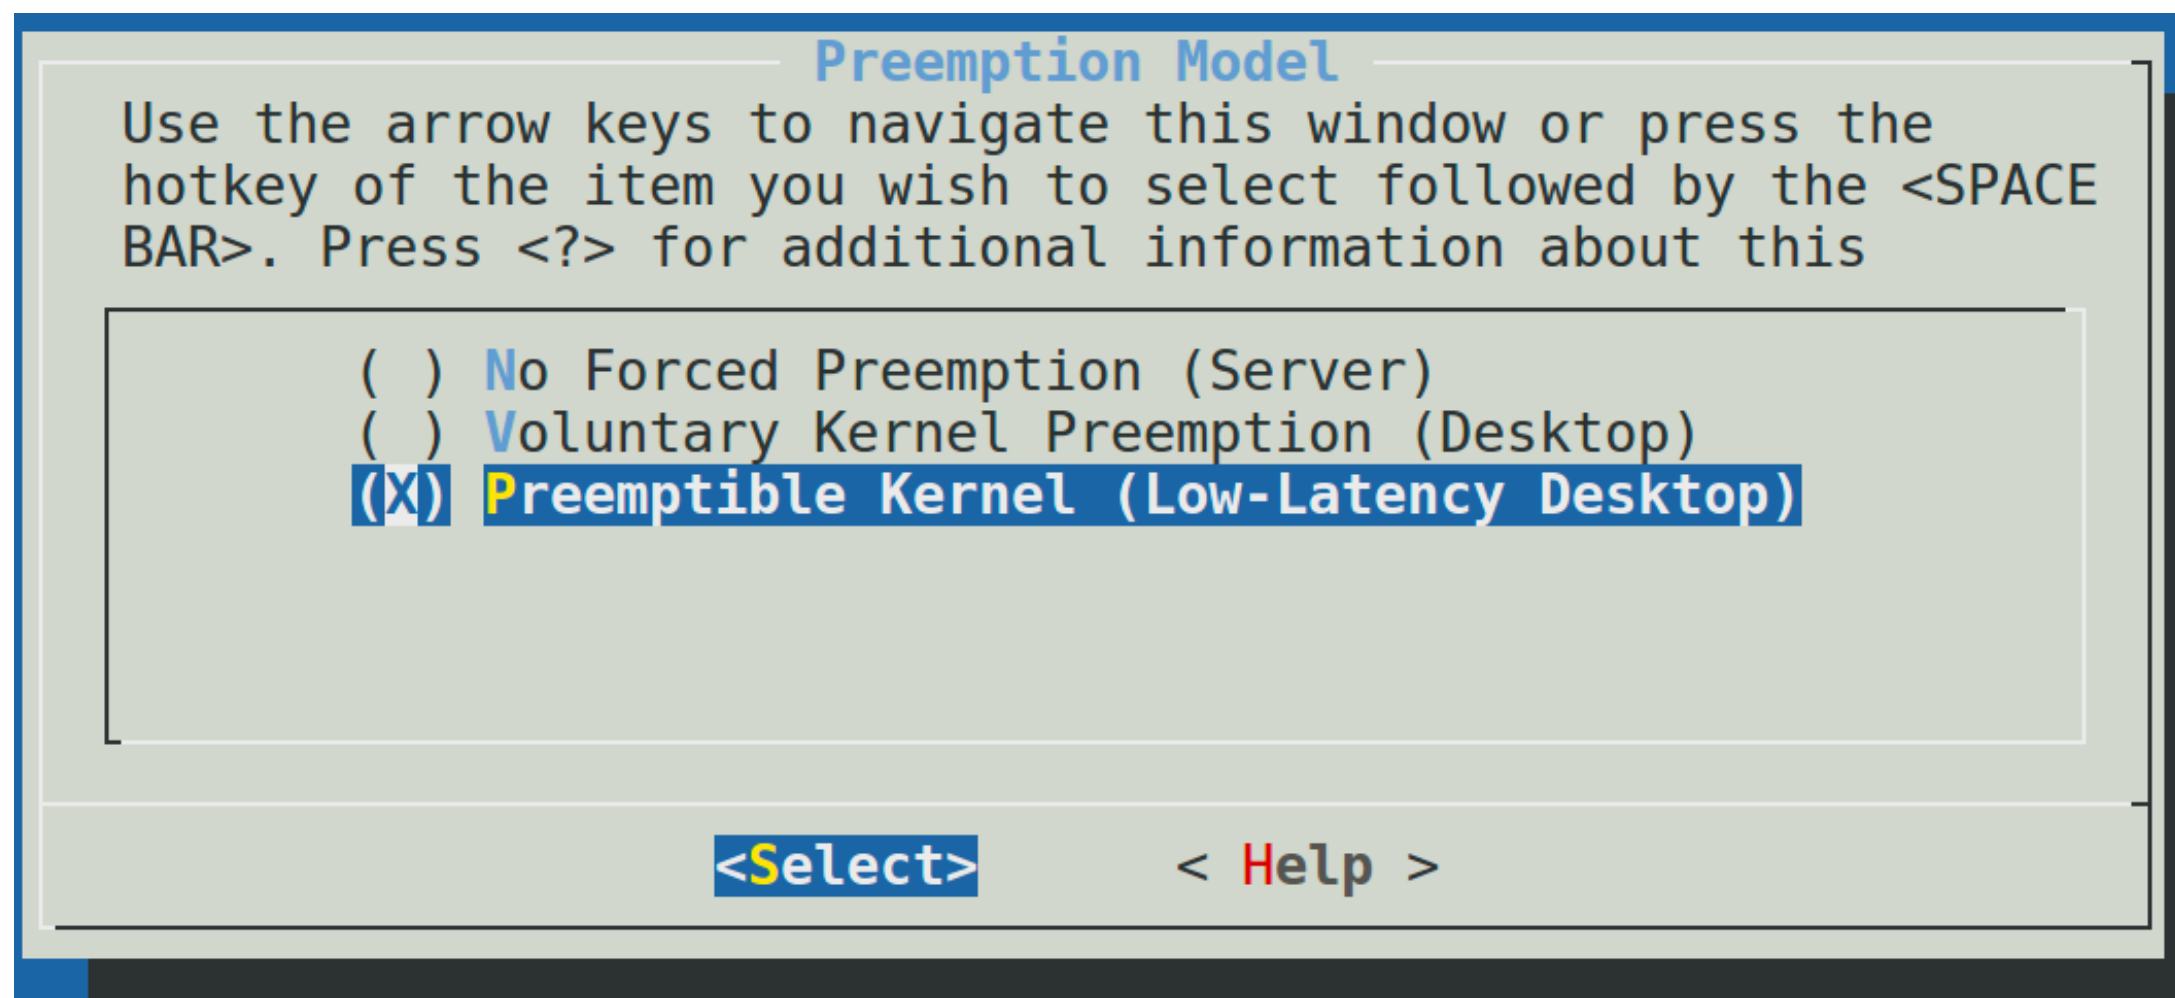 Preemption Model
Use the arrow keys to navigate this window or press the
hotkey of the item you wish to select followed by the <SPACE
BAR>. Press <?> for additional information about this
( ) No Forced Preemption (Server)
( ) Voluntary Kernel Preemption (Desktop)
(X) Preemptible Kernel (Low-Latency Desktop)
<Select> < Help >